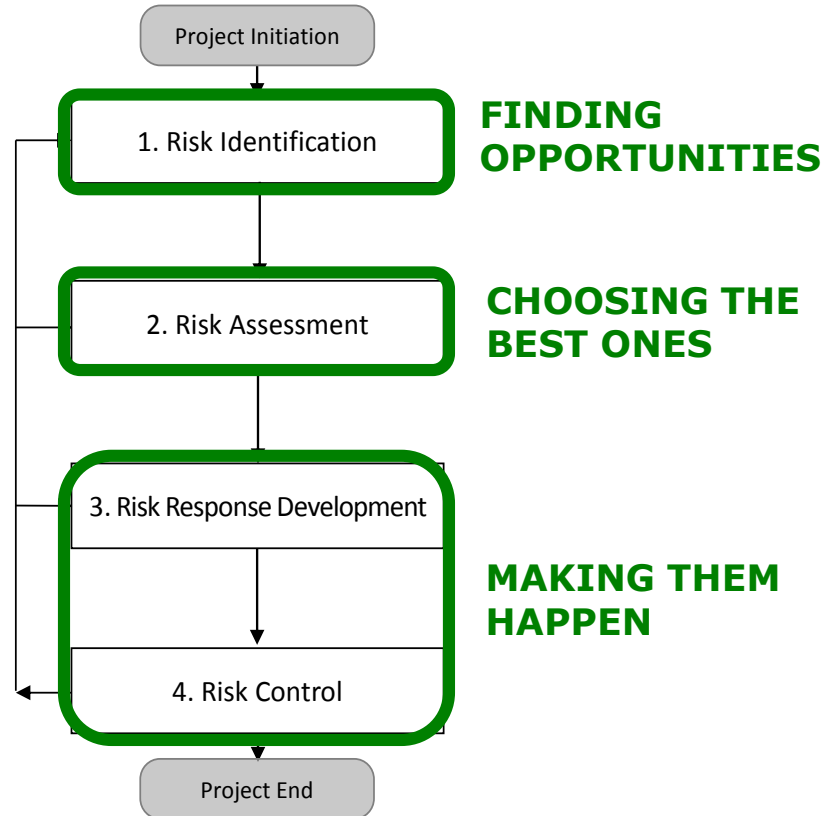 Project Initiation
1. Risk Identification
FINDING
OPPORTUNITIES
2. Risk Assessment
CHOOSING THE
BEST ONES
3. Risk Response Development
MAKING THEM
HAPPEN
4. Risk Control
Project End